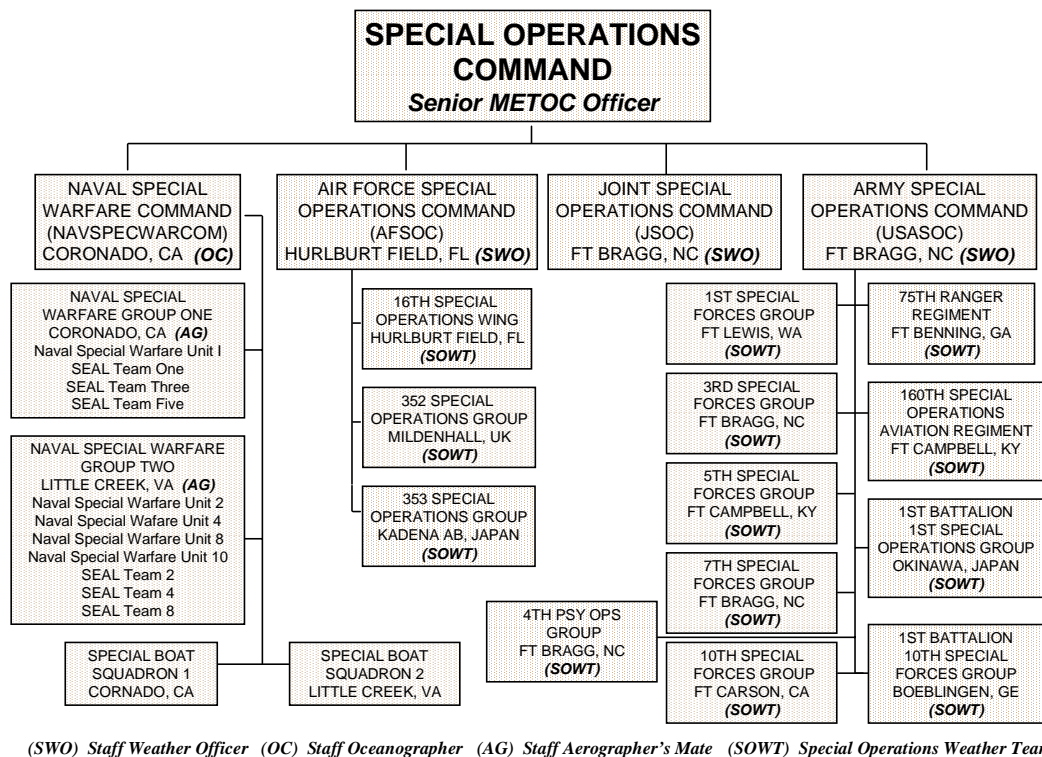 SPECIAL OPERATIONS
COMMAND
Senior METOC Officer
NAVAL SPECIAL
WARFARE COMMAND
(NAVSPECWARCOM)
CORONADO, CA (OC)
AIR FORCE SPECIAL
OPERATIONS COMMAND
(AFSOC)
HURLBURT FIELD, FL (SWO)
JOINT SPECIAL
OPERATIONS COMMAND
(JSOC)
FT BRAGG, NC (SWO)
ARMY SPECIAL
OPERATIONS COMMAND
(USASOC)
FT BRAGG, NC (SWO)
NAVAL SPECIAL
WARFARE GROUP ONE
CORONADO, CA (AG)
Naval Special Warfare Unit I
SEAL Team One
SEAL Team Three
SEAL Team Five
NAVAL SPECIAL WARFARE
GROUP TWO
LITTLE CREEK, VA (AG)
Naval Special Warfare Unit 2
Naval Special Wafare Unit 4
Naval Special Warfare Unit 8
Naval Special Warfare Unit 10
SEAL Team 2
SEAL Team 4
SEAL Team 8
SPECIAL BOAT
SQUADRON 1
CORNADO, CA
SPECIAL BOAT
SQUADRON 2
LITTLE CREEK, VA
16TH SPECIAL
OPERATIONS WING
HURLBURT FIELD, FL
(SOWT)
352 SPECIAL
OPERATIONS GROUP
MILDENHALL, UK
(SOWT)
353 SPECIAL
OPERATIONS GROUP
KADENA AB, JAPAN
(SOWT)
4TH PSY OPS
GROUP
FT BRAGG, NC
(SOWT)
1ST SPECIAL
FORCES GROUP
FT LEWIS, WA
(SOWT)
3RD SPECIAL
FORCES GROUP
FT BRAGG, NC
(SOWT)
5TH SPECIAL
FORCES GROUP
FT CAMPBELL, KY
(SOWT)
7TH SPECIAL
FORCES GROUP
FT BRAGG, NC
(SOWT)
10TH SPECIAL
FORCES GROUP
FT CARSON, CA
(SOWT)
75TH RANGER
REGIMENT
FT BENNING, GA
(SOWT)
160TH SPECIAL
OPERATIONS
AVIATION REGIMENT
FT CAMPBELL, KY
(SOWT)
1ST BATTALION
1ST SPECIAL
OPERATIONS GROUP
OKINAWA, JAPAN
(SOWT)
1ST BATTALION
10TH SPECIAL
FORCES GROUP
BOEBLINGEN, GE
(SOWT)
(SWO) Staff Weather Officer (OC) Staff Oceanographer (AG) Staff Aerographer's Mate (SOWT) Special Operations Weather Team